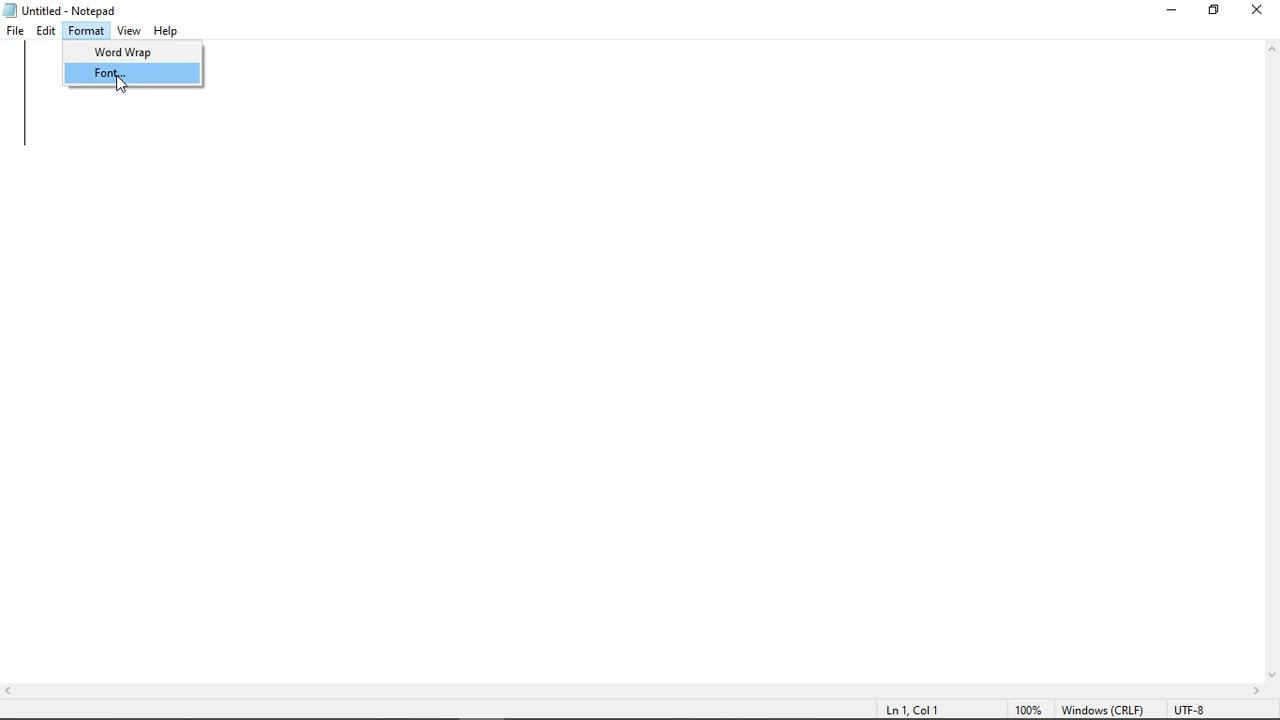 Untitled - Notepad
File Edit Format View Help
Word Wrap
Font...
Ln 1, Col 1 100% Windows (CRLF) UTF-8